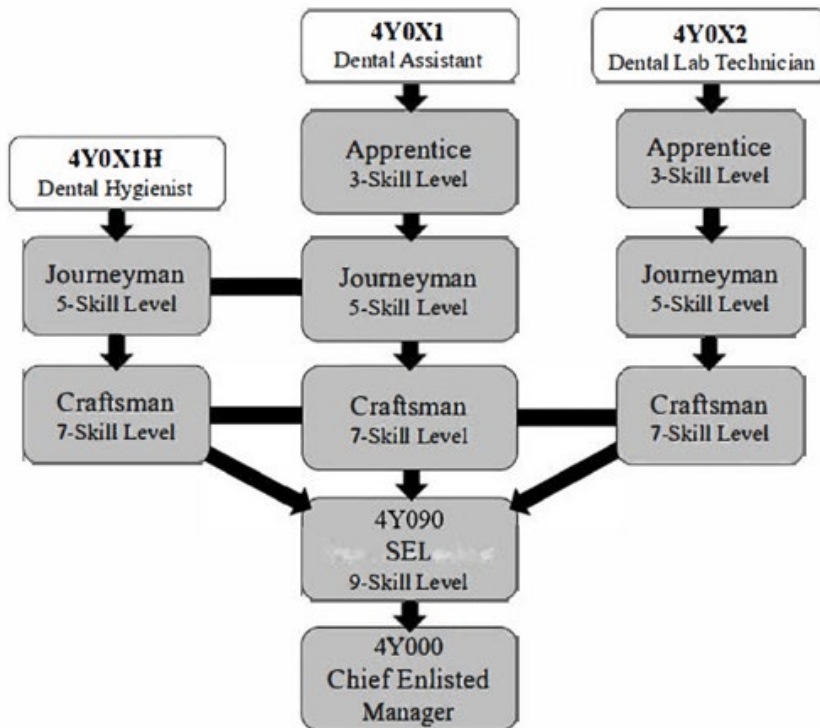 4Y0X1
Dental Assistant
4Y0X2
Dental Lab Technician
Apprentice
3-Skill Level
Apprentice
3-Skill Level
4Y0X1H
Dental Hygienist
Journeyman
5-Skill Level
Journeyman
5-Skill Level
Journeyman
5-Skill Level
Craftsman
7-Skill Level
Craftsman
7-Skill Level
Craftsman
7-Skill Level
4Y090
SEL
9-Skill Level
4Y000
Chief Enlisted
Manager